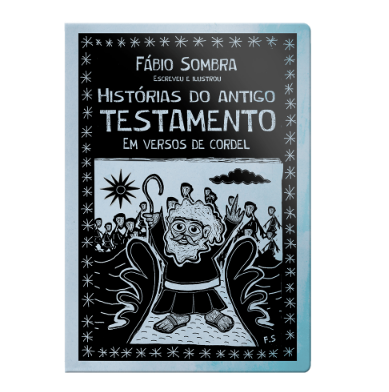 FÁBIO SOMBRA
ESCREVEU E ILUSTROU
HISTÓRIAS DO ANTIGO
TESTAMENTO
EM VERSOS DE CORDEL
F.S